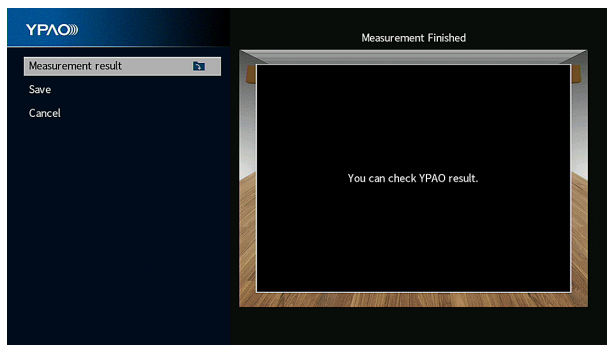 YPAO
Measurement Finished
Measurement result
Save
Cancel
You can check YPAO result.